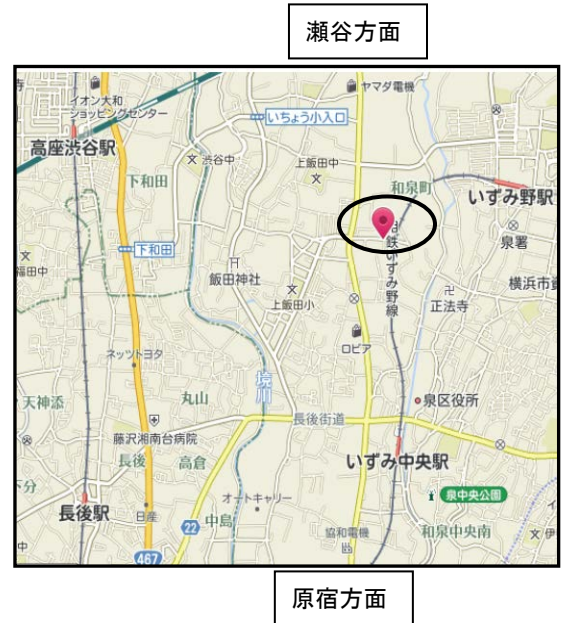 瀬谷方面
ヤマダ電機
イオン大和
ショッピングセンター
いちょう小入口
高座渋谷駅
渋谷中
上飯田中
下和田
和泉町
いずみ野駅
下和田
相鉄いずみ野線
泉署
福田中
飯田神社
横浜市
上飯田小
正法寺
ネッツトヨタ
ロピア
境川
天神添
丸山
泉区役所
長後街道
藤沢湘南台病院
長後
高倉
いずみ中央駅
オートキャリー
泉中央公園
長後駅
日産
22
中島
協和電機
和泉中央南
467
原宿方面